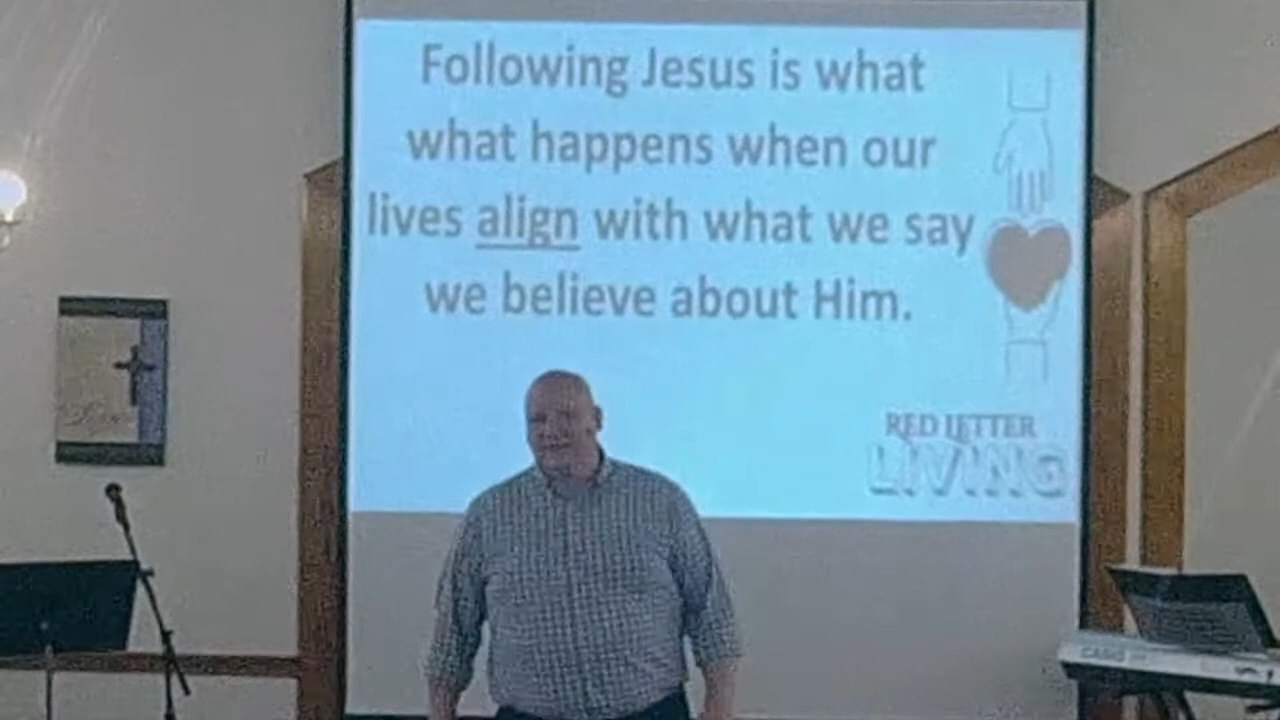 Following Jesus is what
what happens when our
lives align with what we say
we believe about Him.
RED LETTER
LIVING
CASIO